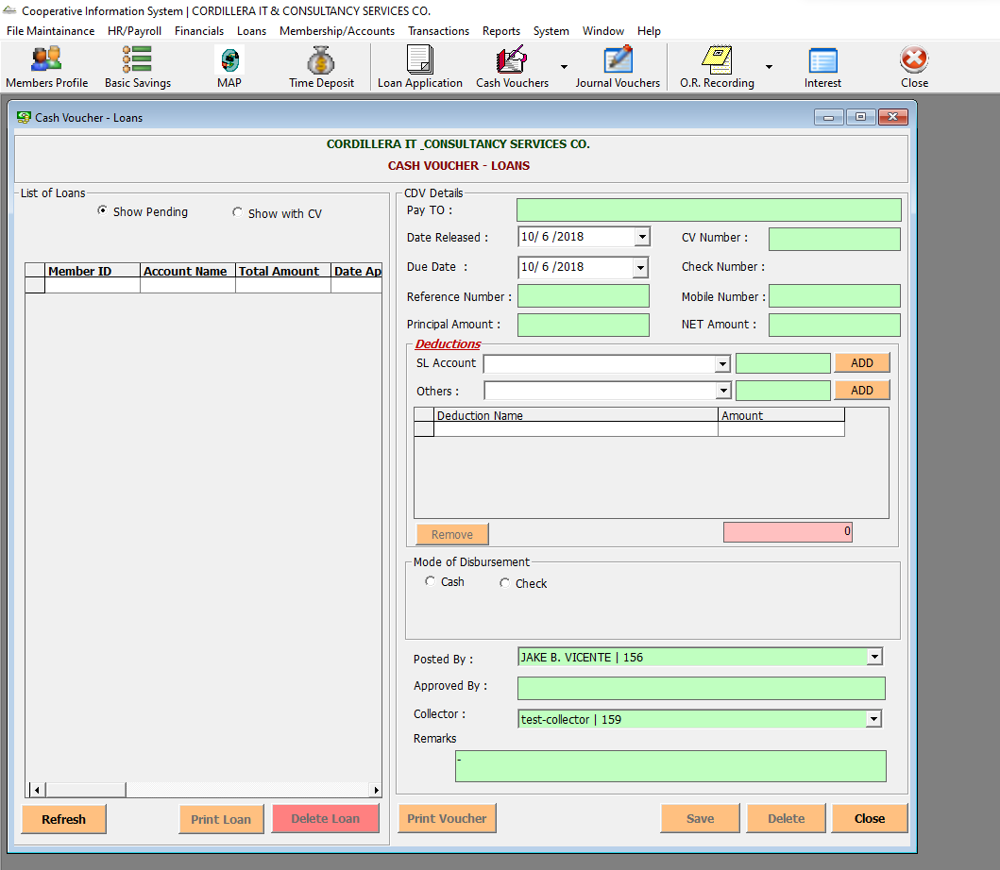 Cooperative Information System | CORDILLERA IT & CONSULTANCY SERVICES CO.
File Maintainance HR/Payroll Financials Loans Membership/Accounts Transactions Reports System Window Help
Members Profile Basic Savings MAP Time Deposit Loan Application Cash Vouchers Journal Vouchers O.R. Recording Interest Close
Cash Voucher - Loans
CORDILLERA IT _CONSULTANCY SERVICES CO.
CASH VOUCHER - LOANS
List of Loans
Show Pending Show with CV
Member ID Account Name Total Amount Date Ap
Refresh Print Loan Delete Loan
CDV Details
Pay TO :
Date Released : 10/ 6 /2018 CV Number :
Due Date : 10/ 6 /2018 Check Number :
Reference Number : Mobile Number :
Principal Amount : NET Amount :
Deductions
SL Account ADD
Others : ADD
Deduction Name Amount
Remove 0
Mode of Disbursement
Cash Check
Posted By : JAKE B. VICENTE | 156
Approved By :
Collector : test-collector | 159
Remarks
-
Print Voucher Save Delete Close